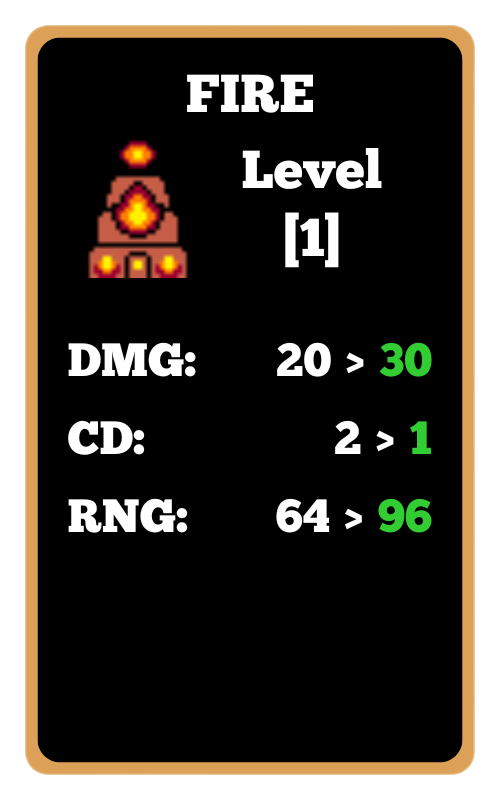 FIRE
Level
[1]
DMG: 20 > 30
CD: 2 > 1
RNG: 64 > 96